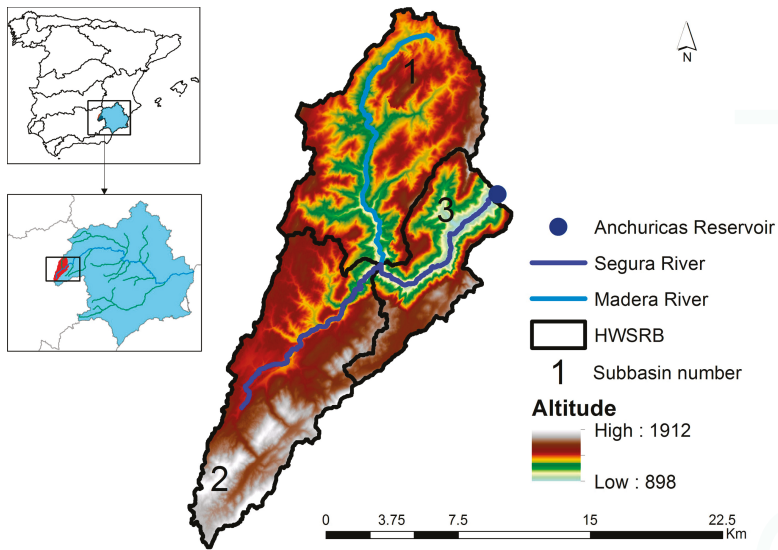 N
1
3
2
Anchuricas Reservoir
Segura River
Madera River
HWSRB
1 Subbasin number
Altitude
High : 1912
Low : 898
0 3.75 7.5 15 22.5
Km